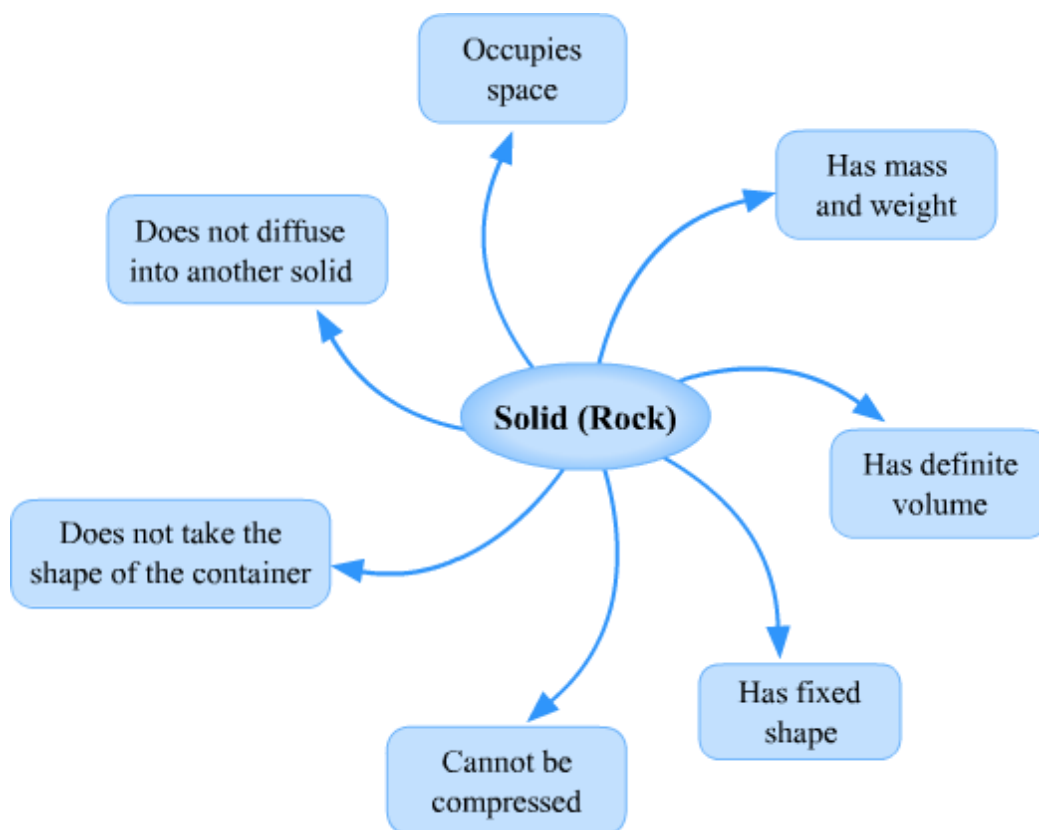 Occupies
space
Has mass
and weight
Does not diffuse
into another solid
Solid (Rock)
Has definite
volume
Does not take the
shape of the container
Has fixed
shape
Cannot be
compressed